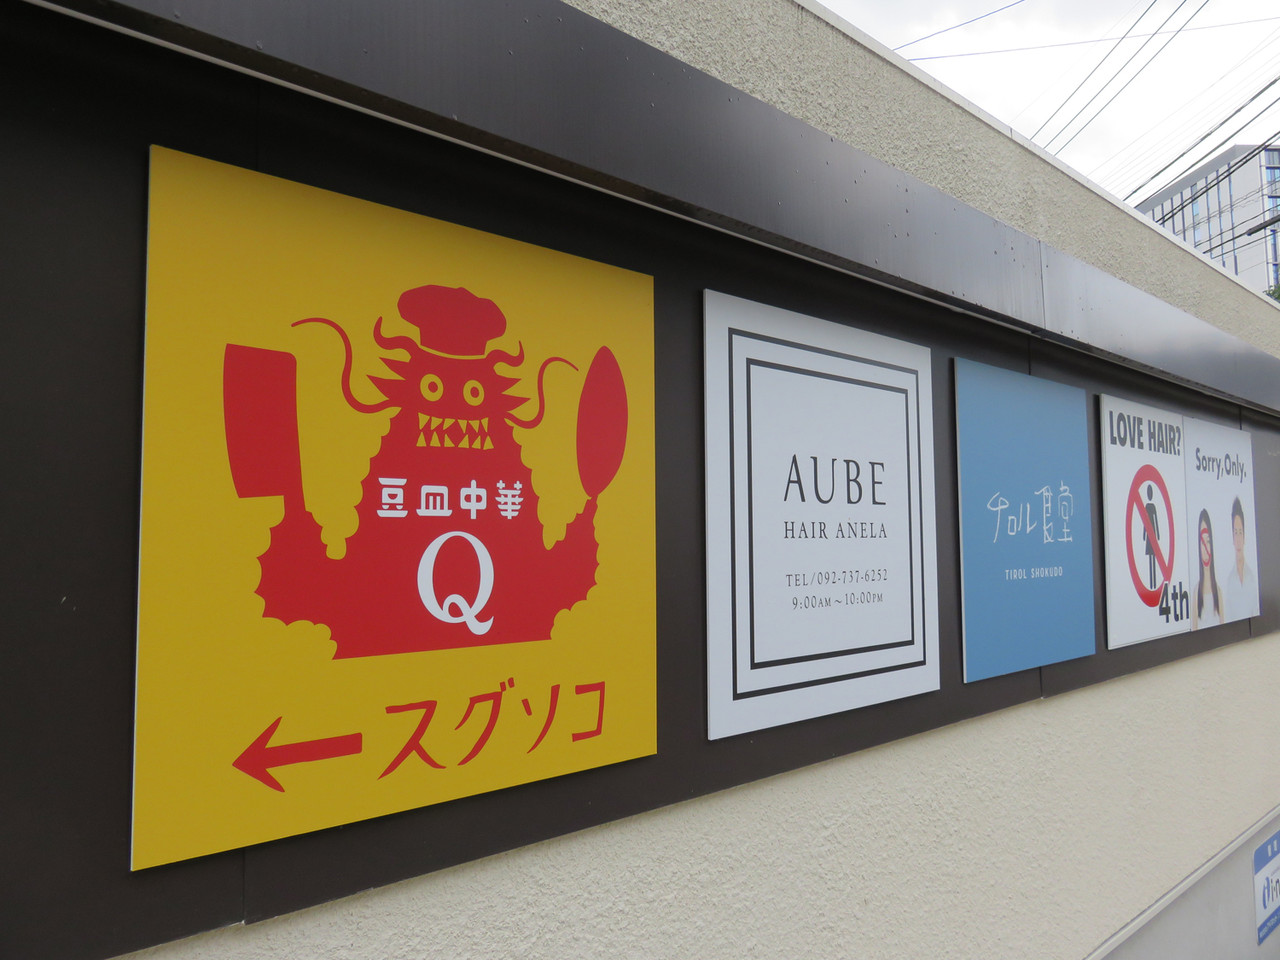 豆皿中華
Q
←スグソコ
AUBE
HAIR ANELA
TEL/092-737-6252
9:00AM～10:00PM
チロル食堂
TIROL SHOKUDO
LOVE HAIR?
4th
Sorry, Only.